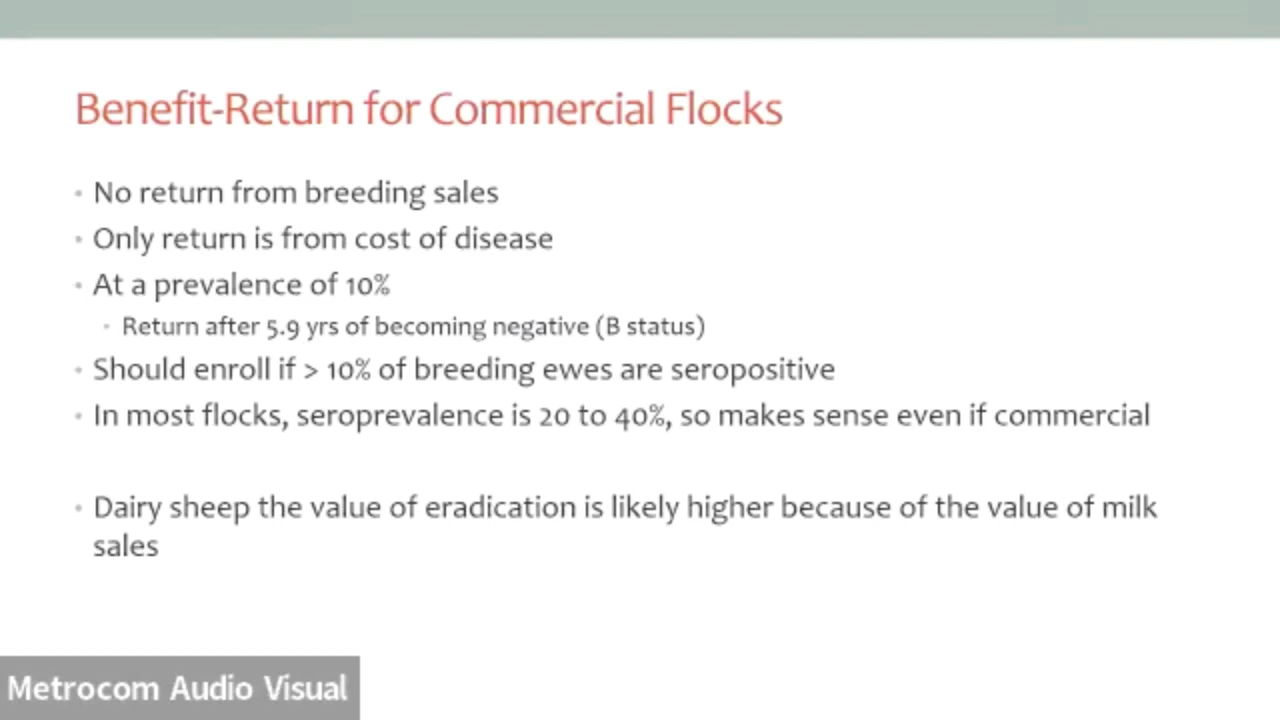 Benefit-Return for Commercial Flocks
• No return from breeding sales
• Only return is from cost of disease
• At a prevalence of 10%
• Return after 5.9 yrs of becoming negative (B status)
• Should enroll if > 10% of breeding ewes are seropositive
• In most flocks, seroprevalence is 20 to 40%, so makes sense even if commercial
• Dairy sheep the value of eradication is likely higher because of the value of milk
sales
Metrocom Audio Visual